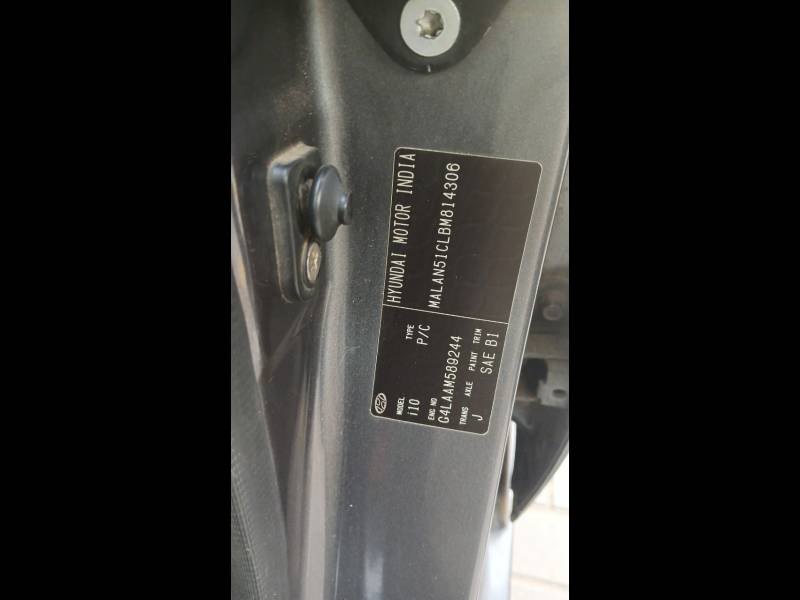 HYUNDAI MOTOR INDIA
MALAN51CLBM814306
MODEL TYPE
i10 P/C
ENG NO
G4LAAM589244
TRANS AXLE PAINT TRIM
J SAE B1